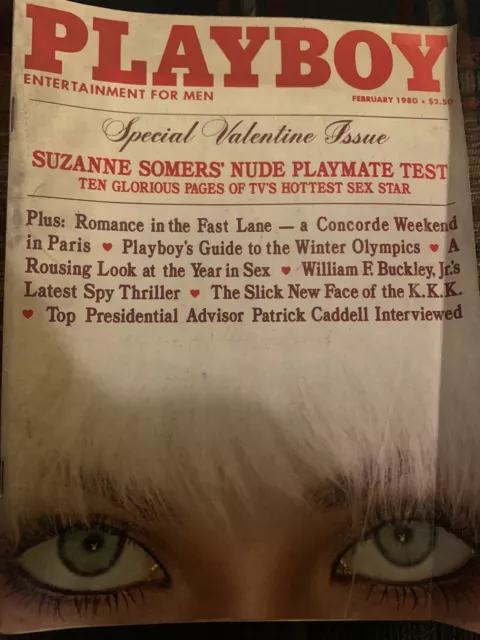 PLAYBOY
ENTERTAINMENT FOR MEN
FEBRUARY 1980 • $2.50
Special Valentine Issue
SUZANNE SOMERS' NUDE PLAYMATE TEST
TEN GLORIOUS PAGES OF TV'S HOTTEST SEX STAR
Plus: Romance in the Fast Lane — a Concorde Weekend
in Paris ♥ Playboy's Guide to the Winter Olympics ♥ A
Rousing Look at the Year in Sex ♥ William F. Buckley, Jr.'s
Latest Spy Thriller ♥ The Slick New Face of the K.K.K.
♥ Top Presidential Advisor Patrick Caddell Interviewed